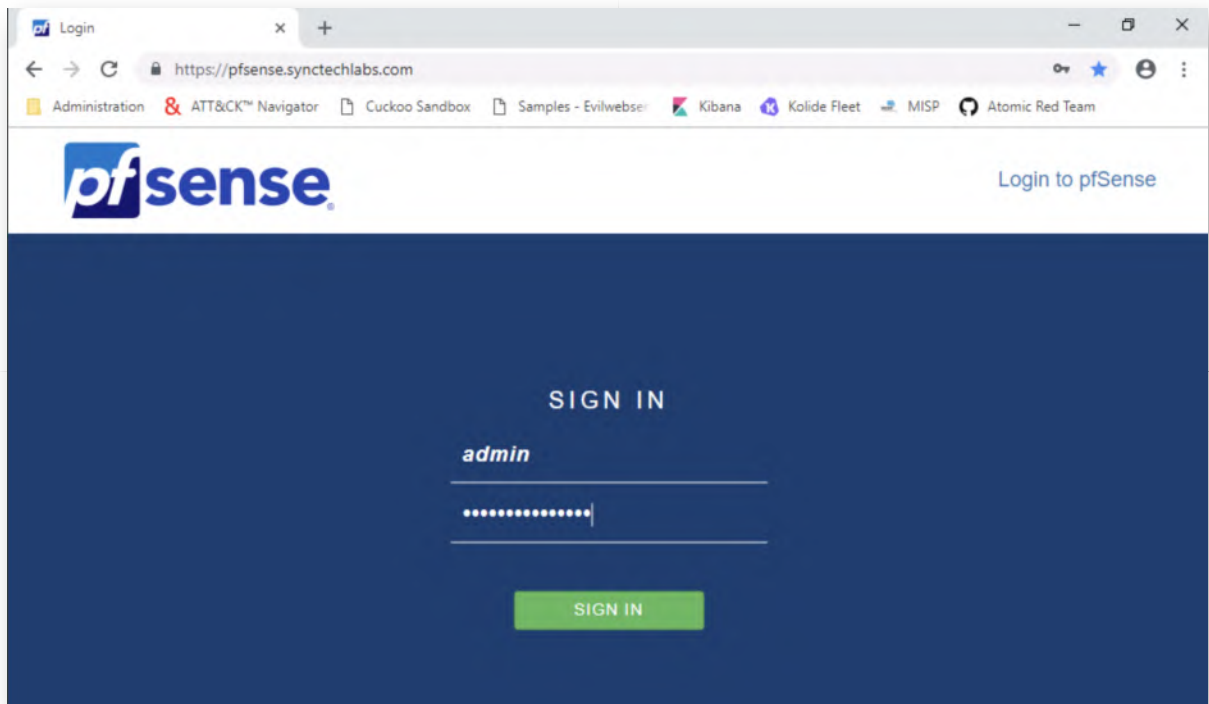 Login
https://pfsense.synctechlabs.com
Administration ATT&CK™ Navigator Cuckoo Sandbox Samples - Evilwebser Kibana Kolide Fleet MISP Atomic Red Team
pfsense® Login to pfSense
SIGN IN
admin
•••••••••••••••
SIGN IN